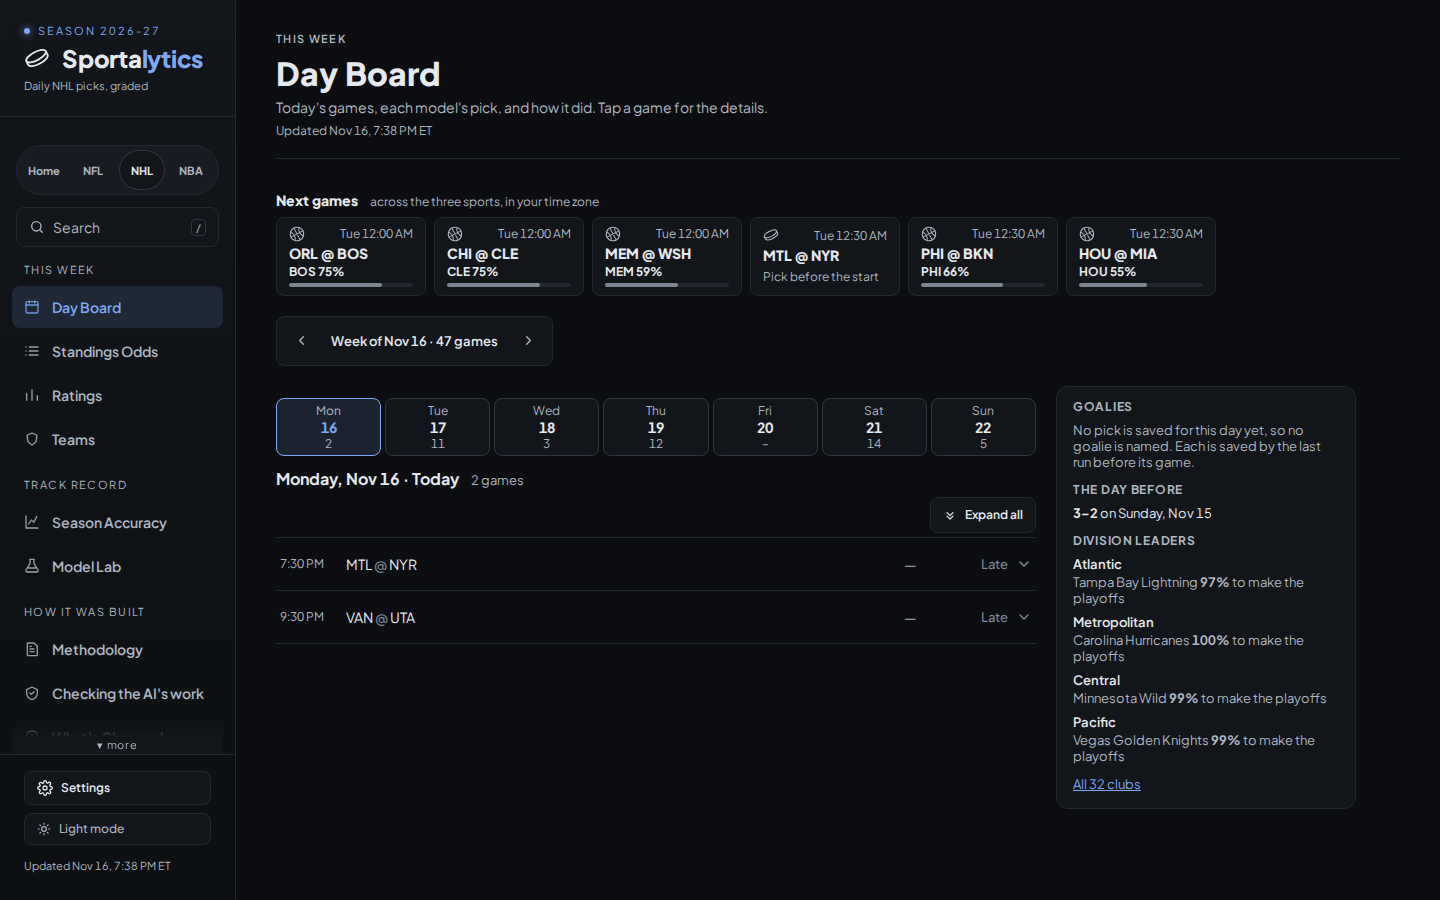 SEASON 2026-27
Sportalytics
Daily NHL picks, graded
Home NFL NHL NBA
Search /
THIS WEEK
Day Board
Standings Odds
Ratings
Teams
TRACK RECORD
Season Accuracy
Model Lab
HOW IT WAS BUILT
Methodology
Checking the AI's work
▾ more
Settings
Light mode
Updated Nov 16, 7:38 PM ET
THIS WEEK
Day Board
Today's games, each model's pick, and how it did. Tap a game for the details.
Updated Nov 16, 7:38 PM ET
Next games across the three sports, in your time zone
Tue 12:00 AM
ORL @ BOS
BOS 75%
Tue 12:00 AM
CHI @ CLE
CLE 75%
Tue 12:00 AM
MEM @ WSH
MEM 59%
Tue 12:30 AM
MTL @ NYR
Pick before the start
Tue 12:30 AM
PHI @ BKN
PHI 66%
Tue 12:30 AM
HOU @ MIA
HOU 55%
Week of Nov 16 · 47 games
Mon
16
2
Tue
17
11
Wed
18
3
Thu
19
12
Fri
20
–
Sat
21
14
Sun
22
5
Monday, Nov 16 · Today 2 games
Expand all
7:30 PM MTL @ NYR — Late
9:30 PM VAN @ UTA — Late
GOALIES
No pick is saved for this day yet, so no
goalie is named. Each is saved by the last
run before its game.
THE DAY BEFORE
3–2 on Sunday, Nov 15
DIVISION LEADERS
Atlantic
Tampa Bay Lightning 97% to make the
playoffs
Metropolitan
Carolina Hurricanes 100% to make the
playoffs
Central
Minnesota Wild 99% to make the playoffs
Pacific
Vegas Golden Knights 99% to make the
playoffs
All 32 clubs